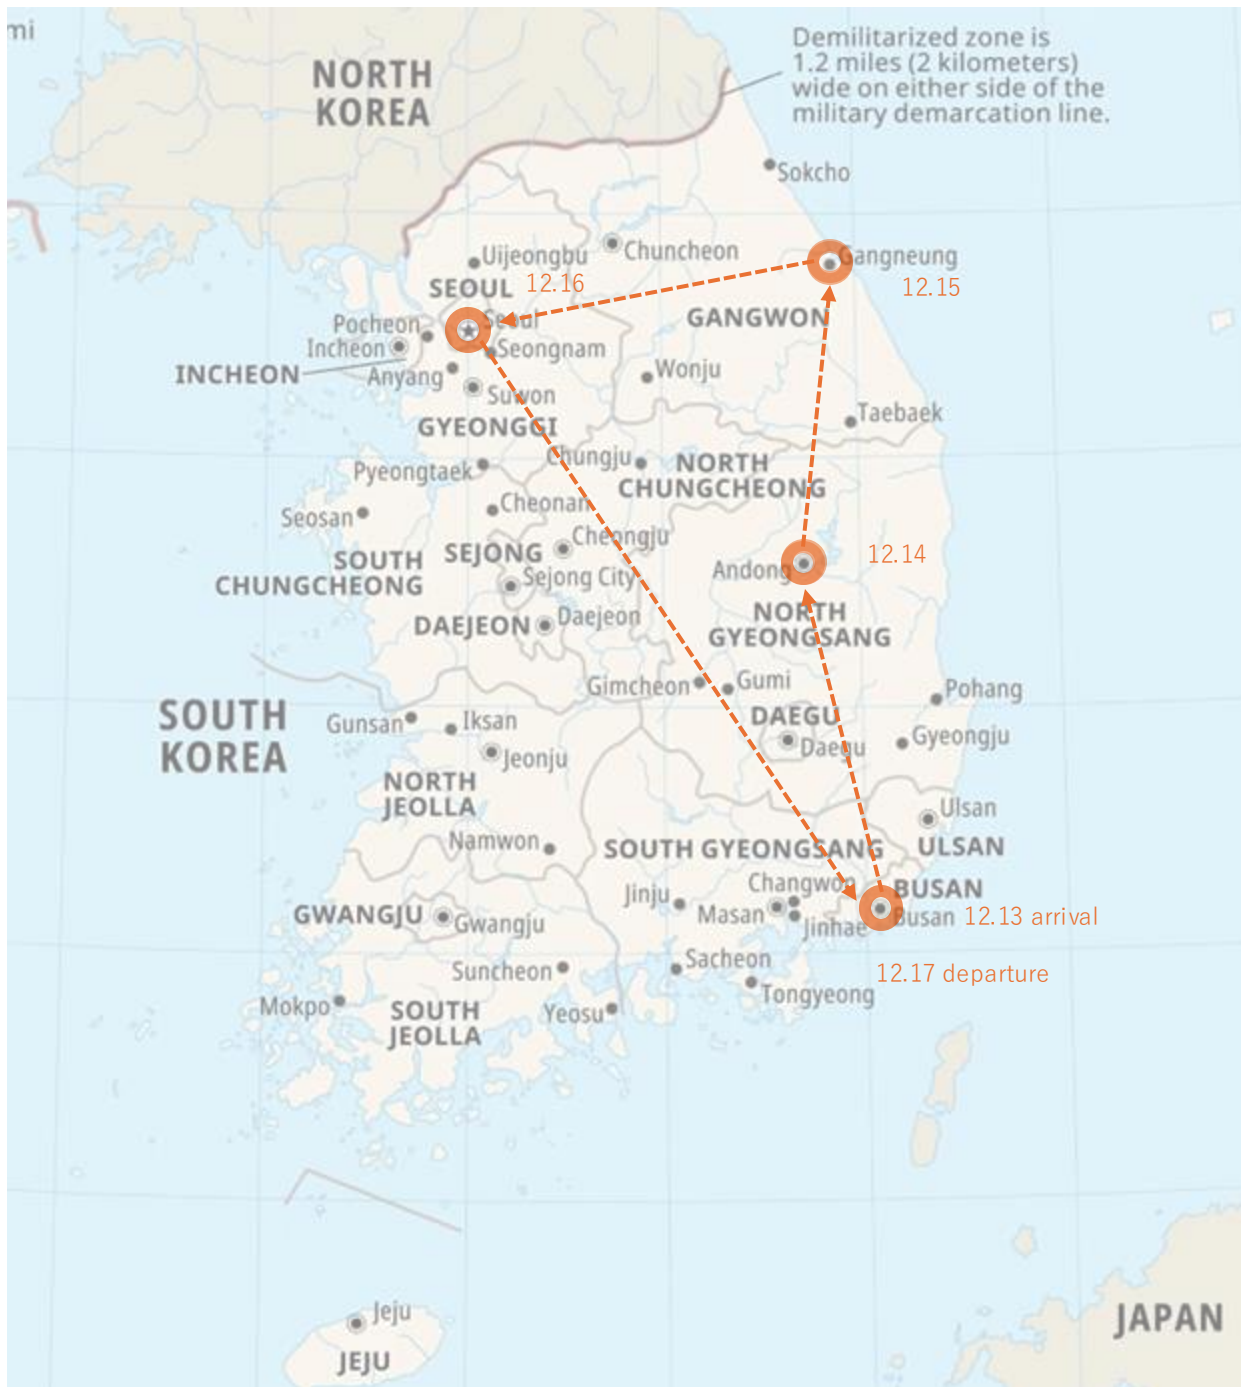 mi
Demilitarized zone is
1.2 miles (2 kilometers)
wide on either side of the
military demarcation line.
NORTH
KOREA
Sokcho
Uijeongbu
Chuncheon
Gangneung
12.15
SEOUL
12.16
Seoul
GANGWON
Pocheon
Incheon
Seongnam
INCHEON
Anyang
Wonju
Suwon
Taebaek
GYEONGGI
Chungju
NORTH
CHUNGCHEONG
Pyeongtaek
Cheonan
Seosan
Cheongju
SOUTH
CHUNGCHEONG
SEJONG
Sejong City
Andong
12.14
NORTH
GYEONGSANG
DAEJEON
Daejeon
Gimcheon
Gumi
Pohang
SOUTH
KOREA
Gunsan
Iksan
DAEGU
Daegu
Gyeongju
Jeonju
NORTH
JEOLLA
Ulsan
ULSAN
Namwon
SOUTH GYEONGSANG
Changwon
BUSAN
Jinju
Masan
Jinhae
Busan
12.13 arrival
GWANGJU
Gwangju
12.17 departure
Suncheon
Sacheon
Tongyeong
Mokpo
SOUTH
JEOLLA
Yeosu
Jeju
JEJU
JAPAN